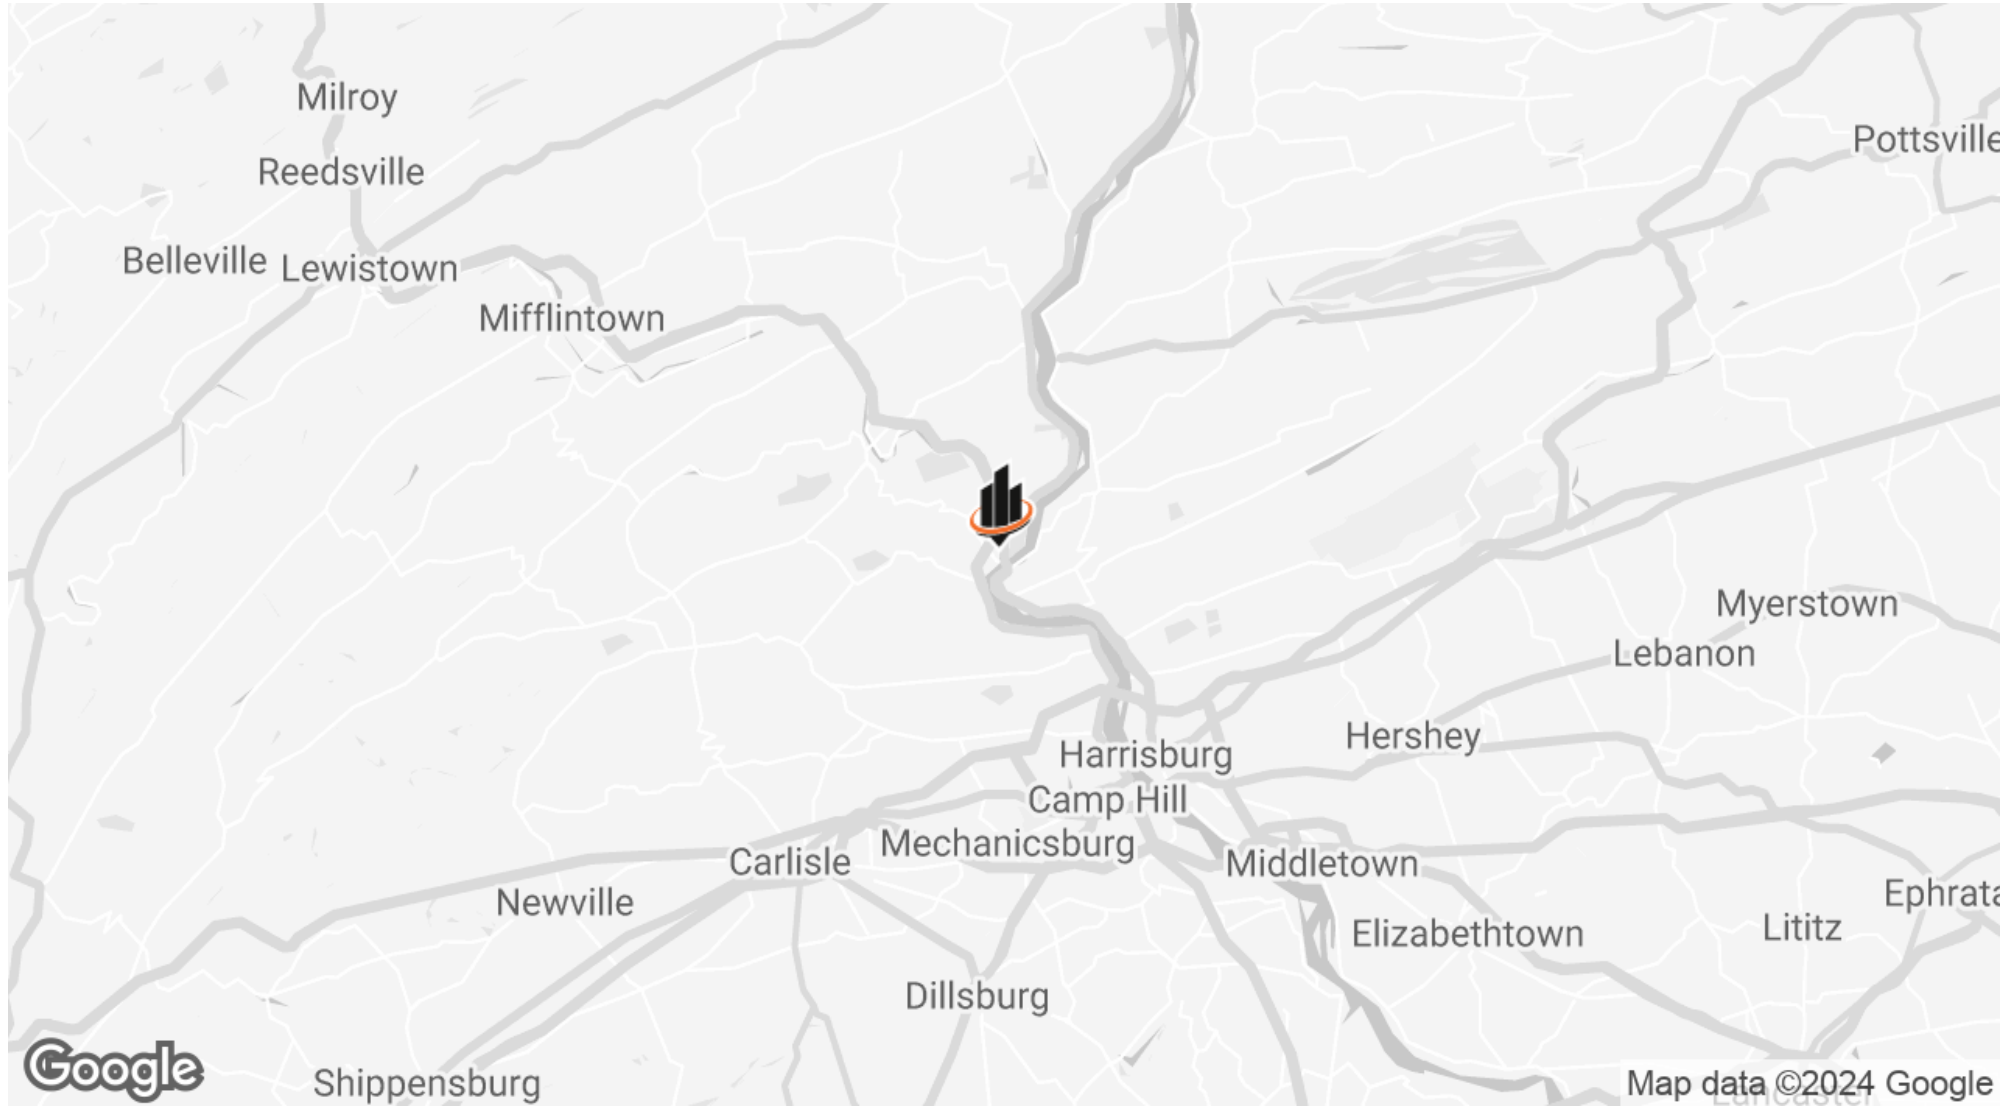 Milroy
Pottsville
Reedsville
Belleville
Lewistown
Mifflintown
Myerstown
Lebanon
Hershey
Harrisburg
Camp Hill
Mechanicsburg
Carlisle
Middletown
Newville
Ephrata
Lititz
Elizabethtown
Dillsburg
Google
Shippensburg
Map data ©2024 Google
Lancaster